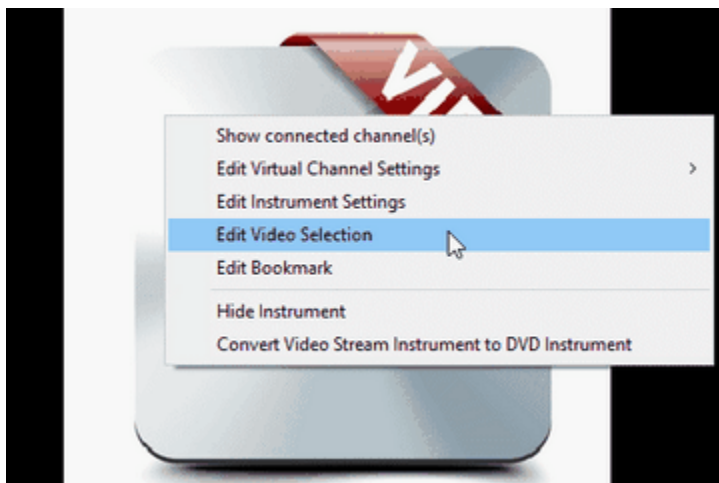 Show connected channel(s)
Edit Virtual Channel Settings
Edit Instrument Settings
Edit Video Selection
Edit Bookmark
Hide Instrument
Convert Video Stream Instrument to DVD Instrument